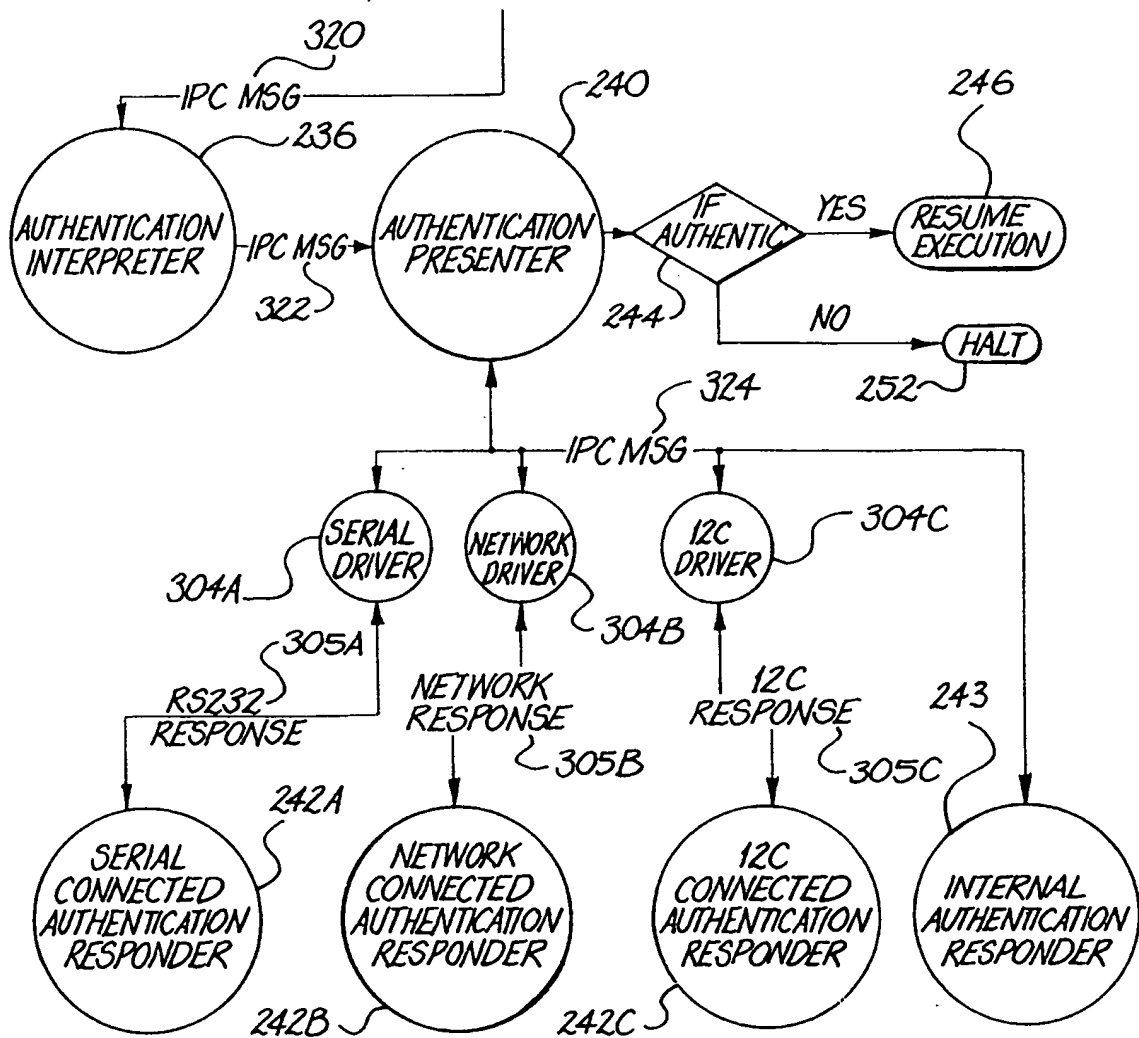 320
IPC MSG
236
240
246
AUTHENTICATION
INTERPRETER
IPC MSG
322
AUTHENTICATION
PRESENTER
IF
AUTHENTIC
244
YES
RESUME
EXECUTION
NO
HALT
252
324
IPC MSG
SERIAL
DRIVER
304A
NETWORK
DRIVER
304B
12C
DRIVER
304C
305A
RS232
RESPONSE
NETWORK
RESPONSE
305B
12C
RESPONSE
305C
243
242A
SERIAL
CONNECTED
AUTHENTICATION
RESPONDER
NETWORK
CONNECTED
AUTHENTICATION
RESPONDER
242B
12C
CONNECTED
AUTHENTICATION
RESPONDER
242C
INTERNAL
AUTHENTICATION
RESPONDER